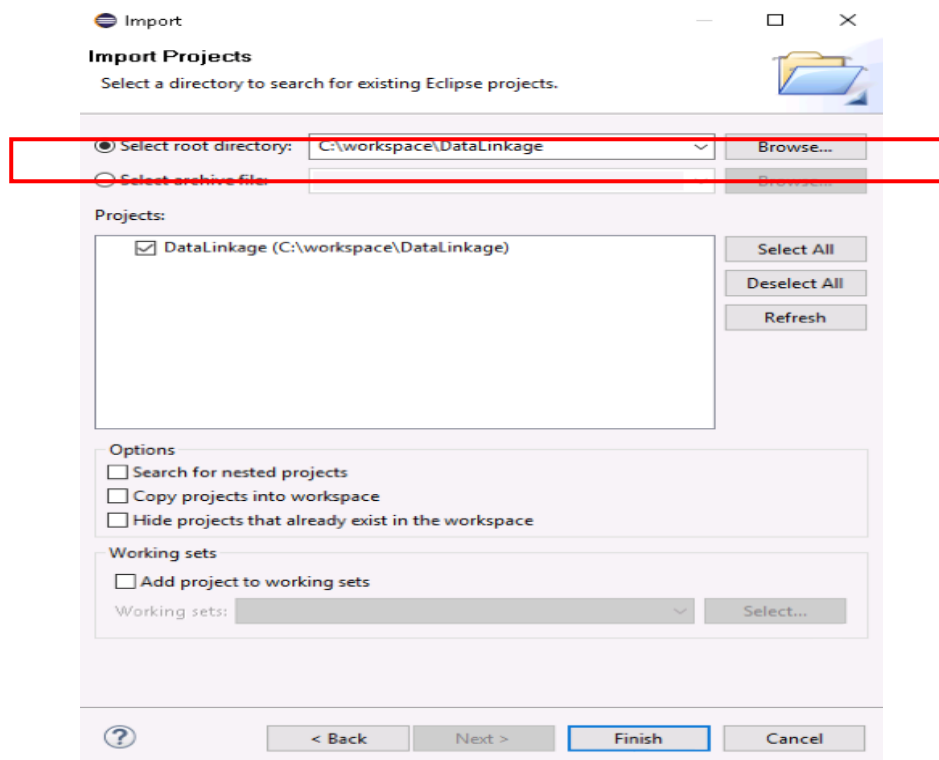 Import
Import Projects
Select a directory to search for existing Eclipse projects.
Select root directory: C:\workspace\DataLinkage Browse...
Select archive file: Browse...
Projects:
DataLinkage (C:\workspace\DataLinkage) Select All
Deselect All
Refresh
Options
Search for nested projects
Copy projects into workspace
Hide projects that already exist in the workspace
Working sets
Add project to working sets
Working sets: Select...
? < Back Next > Finish Cancel